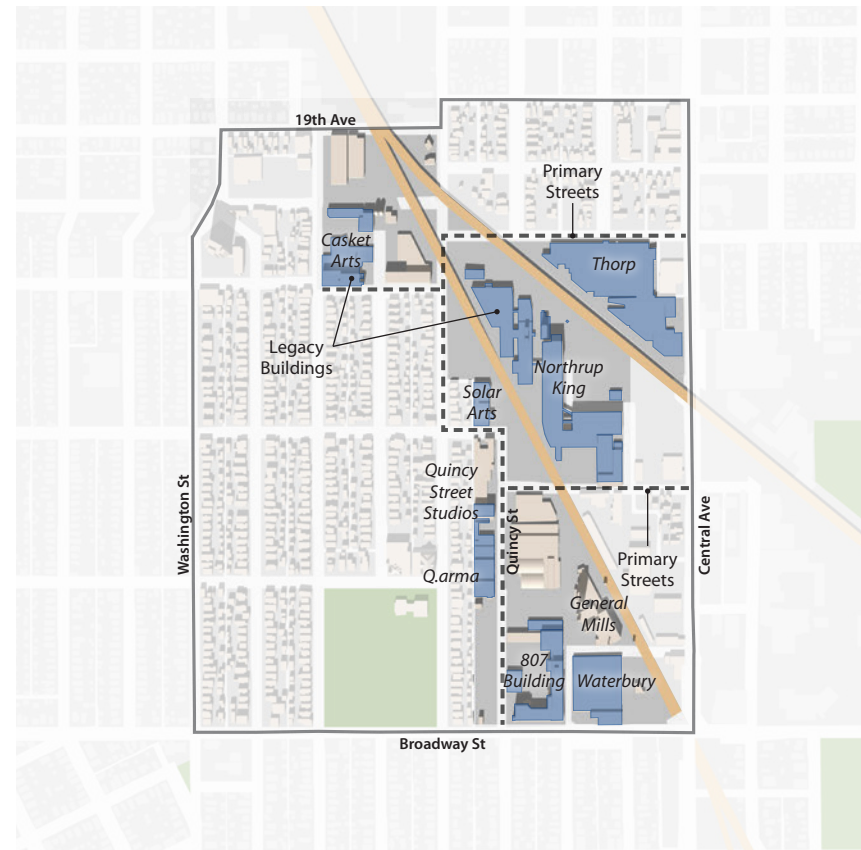 19th Ave
Primary
Streets
Casket
Arts
Thorp
Legacy
Buildings
Northrup
King
Solar
Arts
Quincy
Street
Studios
Washington St
Quincy St
Central Ave
Primary
Streets
Q.arma
General
Mills
807
Building
Waterbury
Broadway St